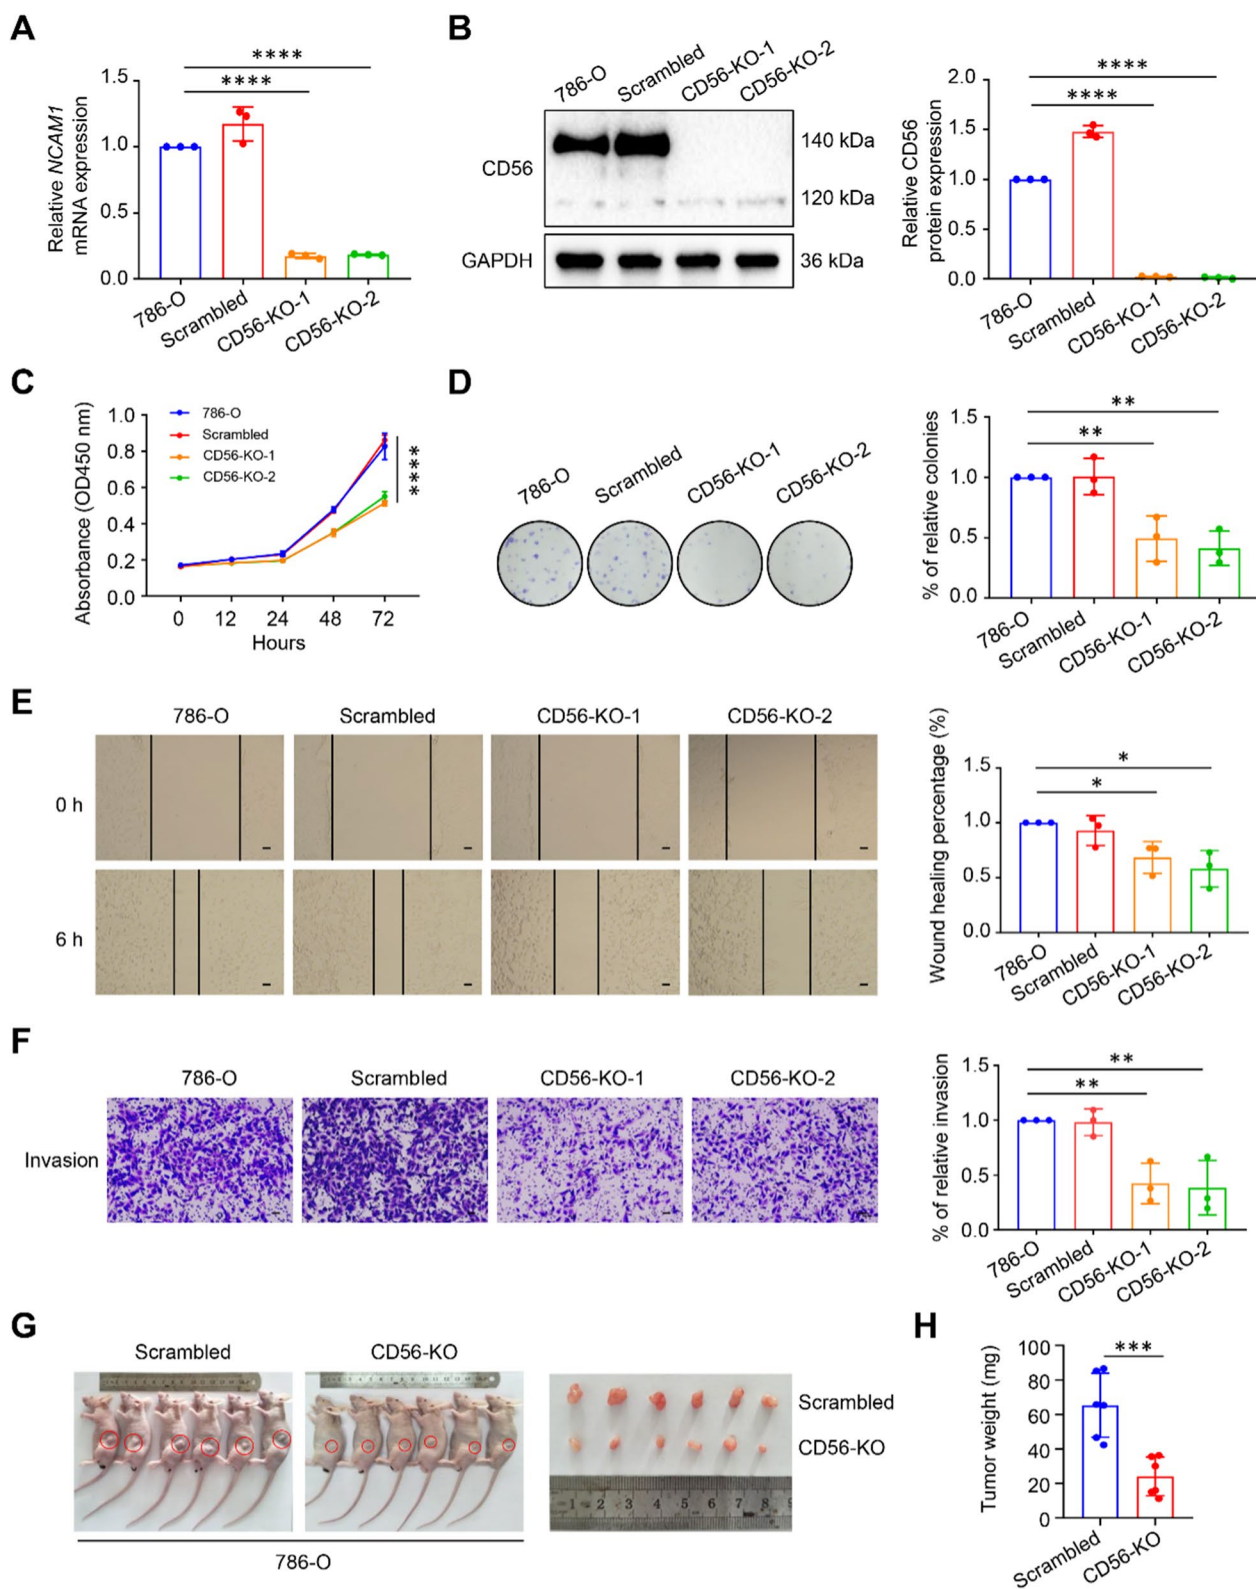 A
Relative NCAM1
mRNA expression
1.5
1.0
0.5
0.0
****
****
786-O
Scrambled
CD56-KO-1
CD56-KO-2
B
786-O
Scrambled
CD56-KO-1
CD56-KO-2
CD56
140 kDa
120 kDa
GAPDH
36 kDa
Relative CD56
protein expression
2.0
1.5
1.0
0.5
0.0
****
****
786-O
Scrambled
CD56-KO-1
CD56-KO-2
C
Absorbance (OD450 nm)
1.0
0.8
0.6
0.4
0.2
0.0
786-O
Scrambled
CD56-KO-1
CD56-KO-2
****
0 12 24 48 72
Hours
D
786-O
Scrambled
CD56-KO-1
CD56-KO-2
% of relative colonies
1.5
1.0
0.5
0.0
**
**
786-O
Scrambled
CD56-KO-1
CD56-KO-2
E
786-O Scrambled CD56-KO-1 CD56-KO-2
0 h
6 h
Wound healing percentage (%)
1.5
1.0
0.5
0.0
*
*
786-O
Scrambled
CD56-KO-1
CD56-KO-2
F
786-O Scrambled CD56-KO-1 CD56-KO-2
Invasion
% of relative invasion
1.5
1.0
0.5
0.0
**
**
786-O
Scrambled
CD56-KO-1
CD56-KO-2
G
Scrambled CD56-KO
786-O
Scrambled
CD56-KO
1 2 3 4 5 6 7 8
H
Tumor weight (mg)
100
80
60
40
20
0
***
Scrambled
CD56-KO